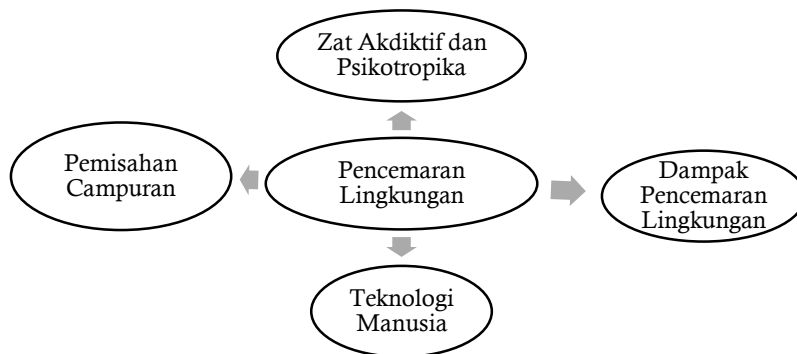 Zat Akdiktif dan
Psikotropika
Pemisahan
Campuran
Pencemaran
Lingkungan
Dampak
Pencemaran
Lingkungan
Teknologi
Manusia